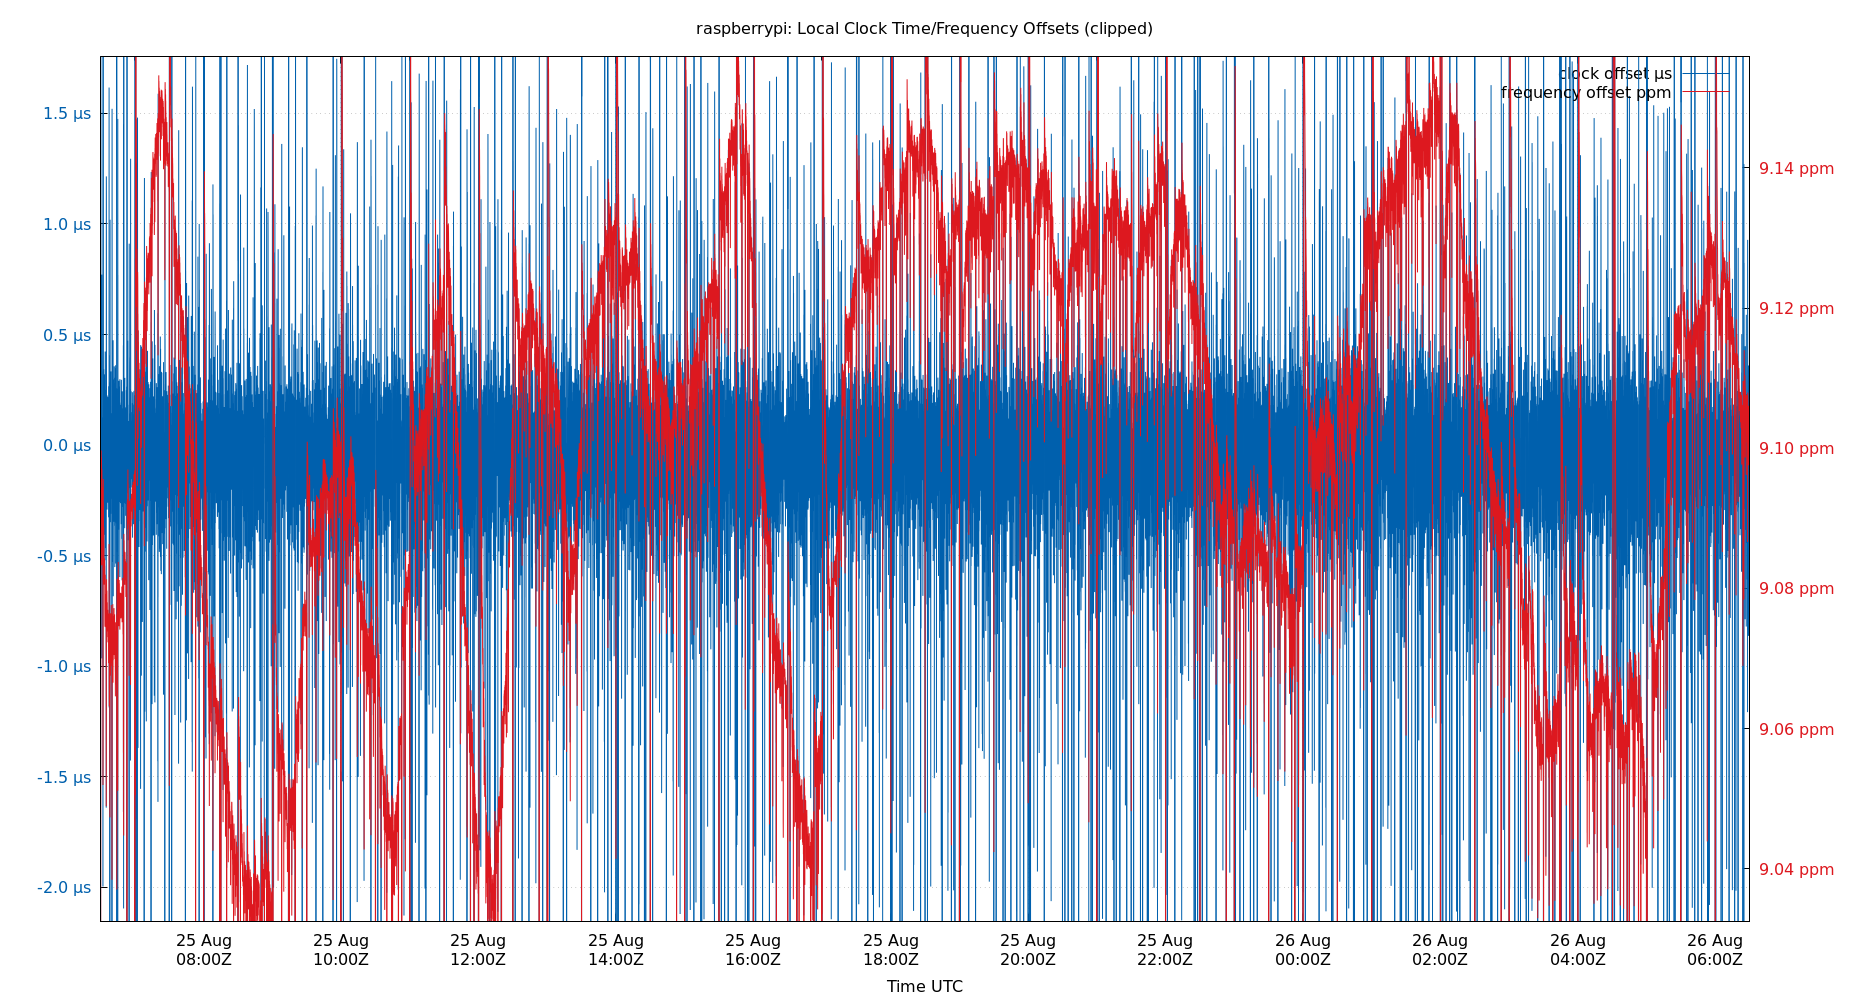 raspberrypi: Local Clock Time/Frequency Offsets (clipped)
clock offset µs
frequency offset ppm
1.5 µs
1.0 µs
0.5 µs
0.0 µs
-0.5 µs
-1.0 µs
-1.5 µs
-2.0 µs
9.14 ppm
9.12 ppm
9.10 ppm
9.08 ppm
9.06 ppm
9.04 ppm
25 Aug 25 Aug 25 Aug 25 Aug 25 Aug 25 Aug 25 Aug 25 Aug 26 Aug 26 Aug 26 Aug 26 Aug
08:00Z 10:00Z 12:00Z 14:00Z 16:00Z 18:00Z 20:00Z 22:00Z 00:00Z 02:00Z 04:00Z 06:00Z
Time UTC